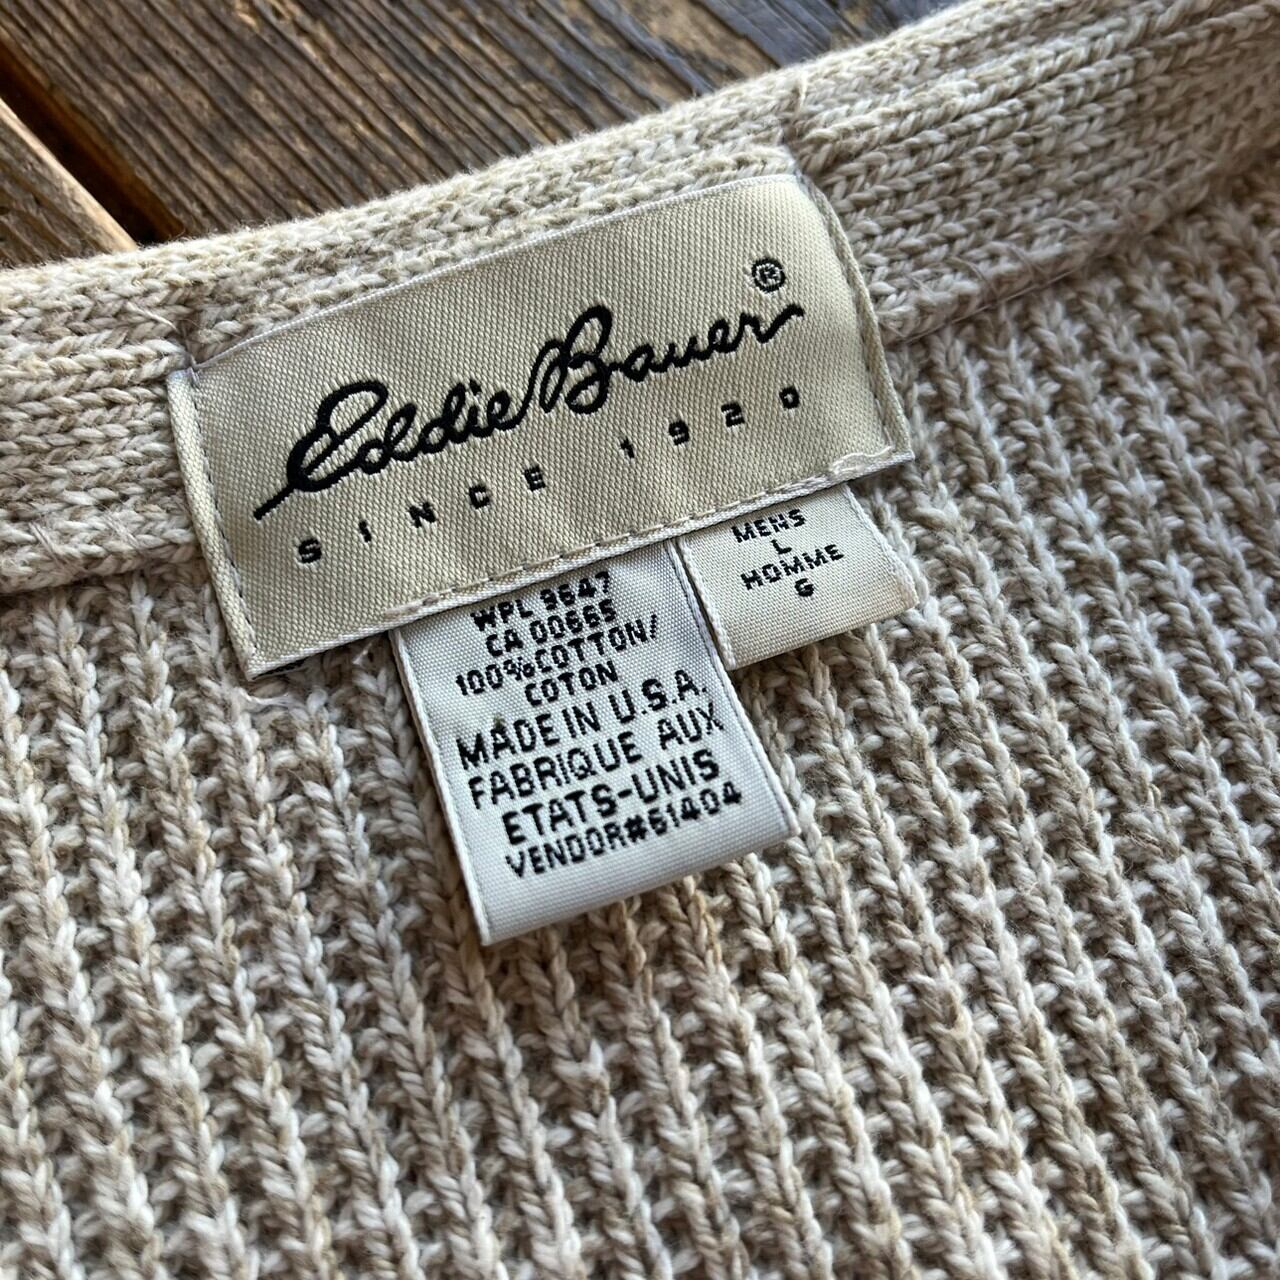 Eddie Bauer®
SINCE 1920
MENS
L
HOMME
G
WPL 9647
CA 00665
100%COTTON/
COTON
MADE IN U.S.A.
FABRIQUE AUX
ETATS-UNIS
VENDOR#61404